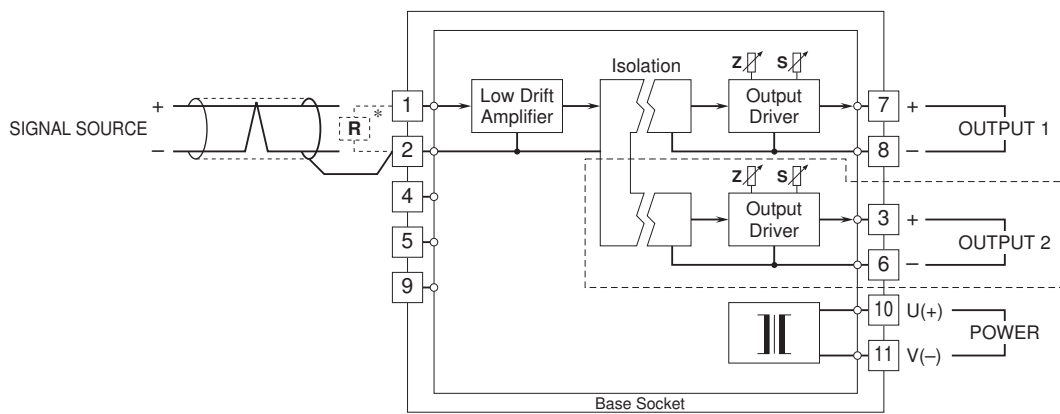 Isolation
Z S
Z S
+
SIGNAL SOURCE
–
R *
1
2
4
5
9
Low Drift
Amplifier
Output
Driver
Output
Driver
7 +
OUTPUT 1
8 –
3 +
OUTPUT 2
6 –
10 U(+)
POWER
11 V(–)
Base Socket